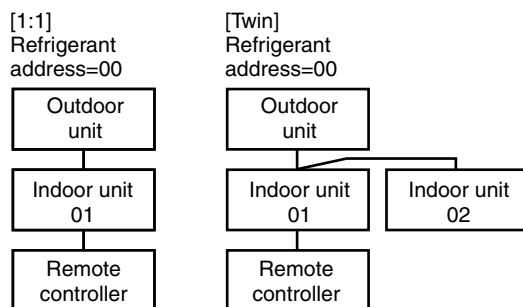 [1:1]
Refrigerant
address=00
Outdoor
unit
Indoor unit
01
Remote
controller
[Twin]
Refrigerant
address=00
Outdoor
unit
Indoor unit
01
Indoor unit
02
Remote
controller